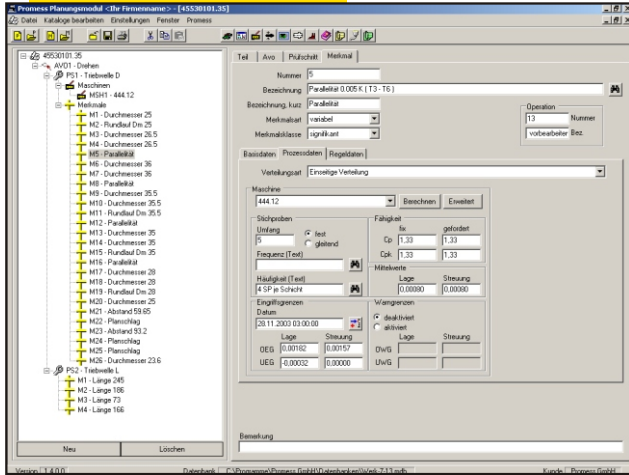 Promess Planungsmodul <Ihr Firmenname> - [45530101.35]
Datei Kataloge bearbeiten Einstellungen Fenster Promess
45530101.35
AVO1 - Drehen
PS1 - Triebwelle D
Maschinen
MSH1 - 444.12
Merkmale
M1 - Durchmesser 25
M2 - Rundlauf Dm 25
M3 - Durchmesser 26.5
M4 - Durchmesser 26.5
M5 - Parallelität
M6 - Durchmesser 36
M7 - Durchmesser 36
M8 - Parallelität
M9 - Durchmesser 35.5
M10 - Durchmesser 35.5
M11 - Rundlauf Dm 35.5
M12 - Parallelität
M13 - Durchmesser 35
M14 - Durchmesser 35
M15 - Rundlauf Dm 35
M16 - Parallelität
M17 - Durchmesser 28
M18 - Durchmesser 28
M19 - Rundlauf Dm 28
M20 - Durchmesser 25
M21 - Abstand 59.65
M22 - Planschlag
M23 - Abstand 93.2
M24 - Planschlag
M25 - Planschlag
M26 - Durchmesser 23.6
PS2 - Triebwelle L
M1 - Länge 245
M2 - Länge 186
M3 - Länge 73
M4 - Länge 166
Neu Löschen
Teil Avo Prüfschritt Merkmal
Nummer 5
Bezeichnung Parallelität 0.005 K ( T3 - T6 )
Bezeichnung, kurz Parallelität
Merkmalsart variabel
Merkmalsklasse signifikant
Operation
13 Nummer
vorbearbeiter Bez.
Basisdaten Prozessdaten Regeldaten
Verteilungsart Einseitige Verteilung
Maschine
444.12 Berechnen Erweitert
Stichproben
Umfang
5 fest
gleitend
Frequenz (Text)
Häufigkeit (Text)
4 SP je Schicht
Fähigkeit
fix gefordert
Cp 1,33 1,33
Cpk 1,33 1,33
Mittelwerte
Lage Streuung
0,00080 0,00080
Eingriffsgrenzen
Datum
28.11.2003 03:00:00
Lage Streuung
OEG 0,00182 0,00157
UEG -0,00032 0,00000
Warngrenzen
deaktiviert
aktiviert
Lage Streuung
OWG
UWG
Bemerkung
Version 1.4.0.0 Datenbank C:\Programme\Promess GmbH\Datenbanken\Werk-7-13.mdb Kunde Promess GmbH